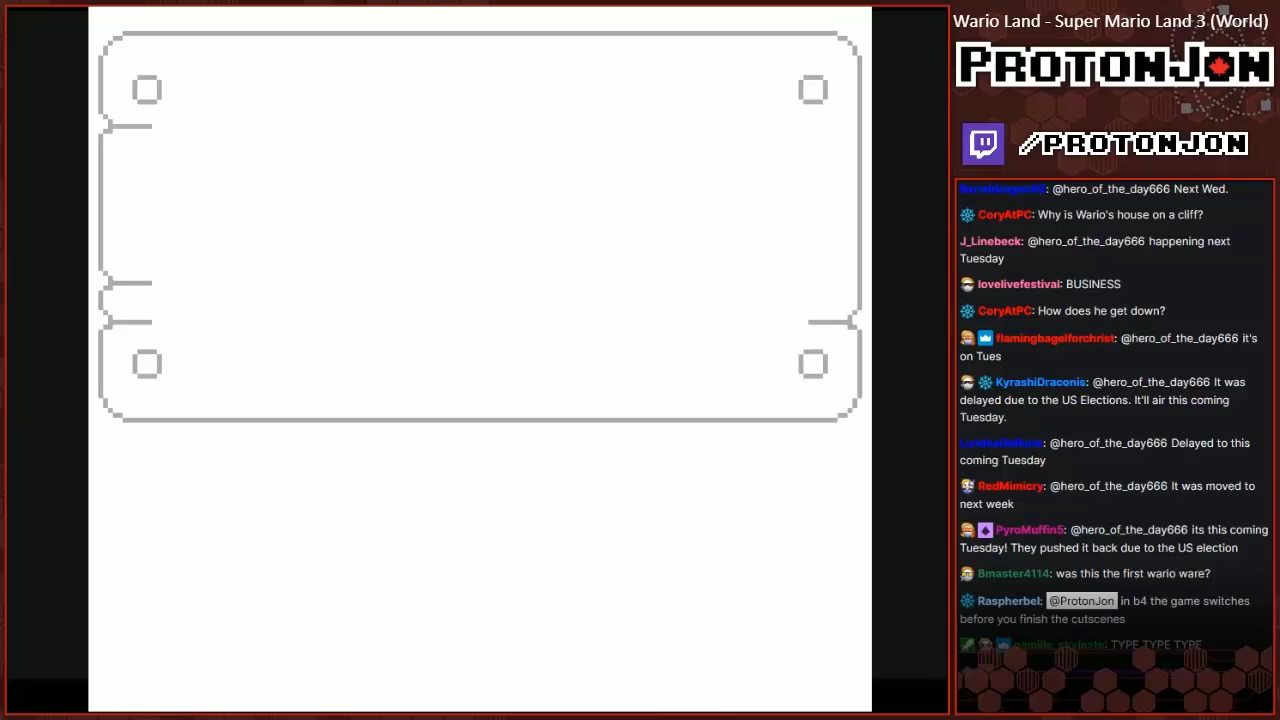 Wario Land - Super Mario Land 3 (World)
PROTONJON
/PROTONJON
: @hero_of_the_day666 Next Wed.
CoryAtPC: Why is Wario's house on a cliff?
J_Linebeck: @hero_of_the_day666 happening next
Tuesday
lovelivefestival: BUSINESS
CoryAtPC: How does he get down?
flamingbagelforchrist: @hero_of_the_day666 it's
on Tues
KyrashiDraconis: @hero_of_the_day666 It was
delayed due to the US Elections. It'll air this coming
Tuesday.
: @hero_of_the_day666 Delayed to this
coming Tuesday
RedMimicry: @hero_of_the_day666 It was moved to
next week
PyroMuffin5: @hero_of_the_day666 its this coming
Tuesday! They pushed it back due to the US election
Bmaster4114: was this the first wario ware?
Raspherbel: @ProtonJon in b4 the game switches
before you finish the cutscenes
: TYPE TYPE TYPE